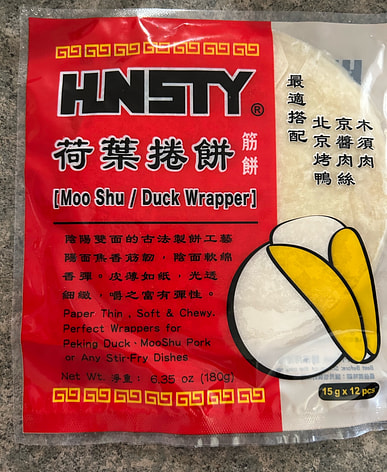 HNSTY®
荷葉捲餅
筋餅
[Moo Shu / Duck Wrapper]
最適搭配
木須肉
京醬肉絲
北京烤鴨
陰陽雙面的古法製餅工藝
陽面焦香筋韌，陰面軟綿
香彈。皮薄如紙，光透
細緻，嚼之富有彈性。
Paper Thin , Soft & Chewy.
Perfect Wrappers for
Peking Duck、MooShu Pork
or Any Stir-Fry Dishes
Net Wt. 淨重: 6.35 oz (180g)
15g x 12 pcs